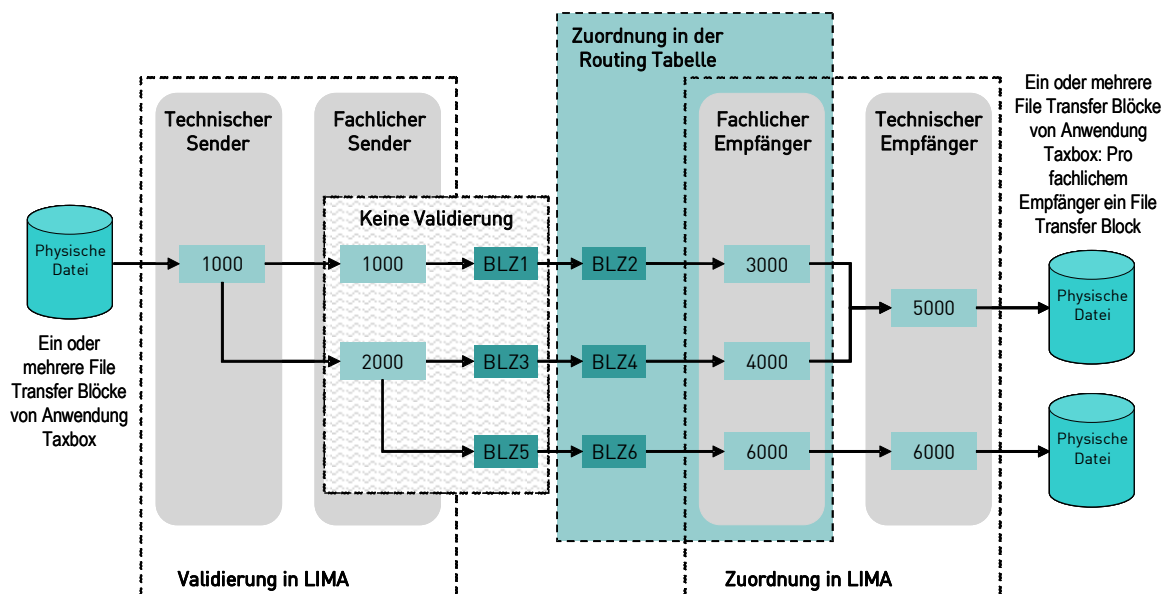 Zuordnung in der
Routing Tabelle
Technischer
Sender
Fachlicher
Sender
Fachlicher
Empfänger
Technischer
Empfänger
Ein oder mehrere
File Transfer Blöcke
von Anwendung
Taxbox: Pro
fachlichem
Empfänger ein File
Transfer Block
Keine Validierung
Physische
Datei
1000
1000
BLZ1
BLZ2
3000
5000
Physische
Datei
Ein oder
mehrere File
Transfer Blöcke
von Anwendung
Taxbox
2000
BLZ3
BLZ4
4000
BLZ5
BLZ6
6000
6000
Physische
Datei
Validierung in LIMA
Zuordnung in LIMA